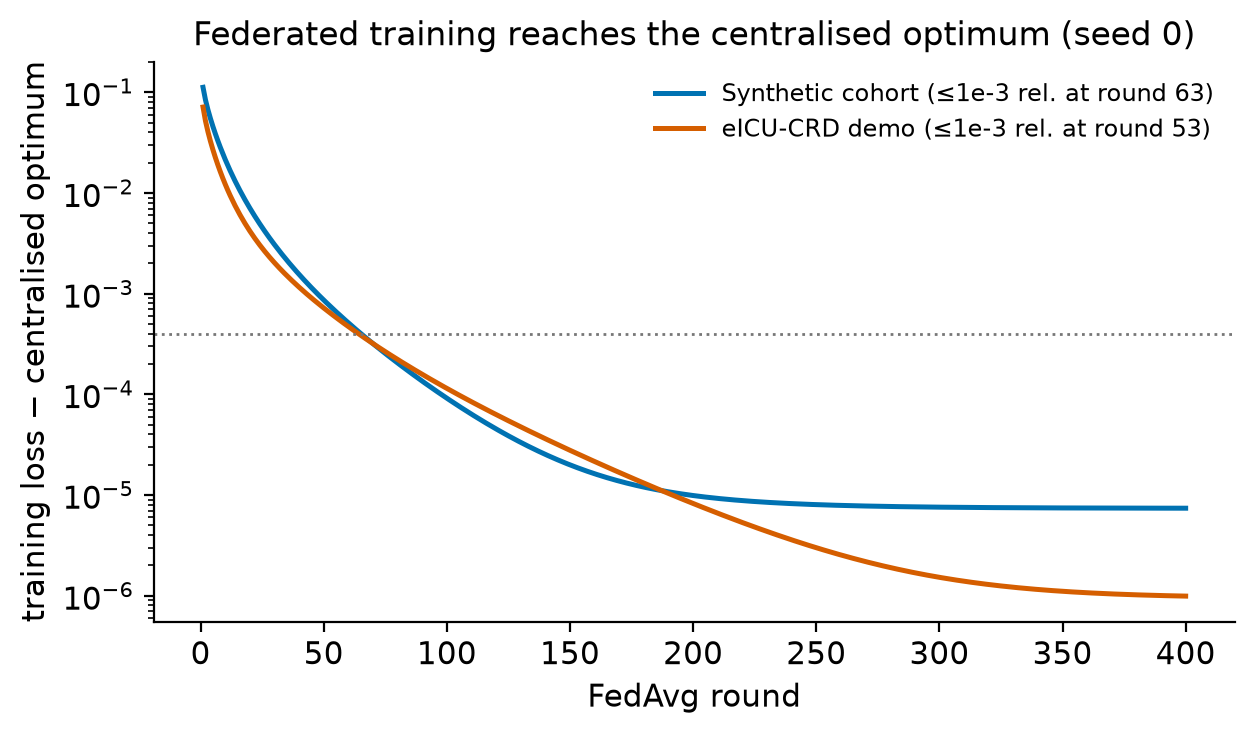 Federated training reaches the centralised optimum (seed 0)
training loss − centralised optimum
10⁻¹
10⁻²
10⁻³
10⁻⁴
10⁻⁵
10⁻⁶
Synthetic cohort (≤1e-3 rel. at round 63)
eICU-CRD demo (≤1e-3 rel. at round 53)
0 50 100 150 200 250 300 350 400
FedAvg round